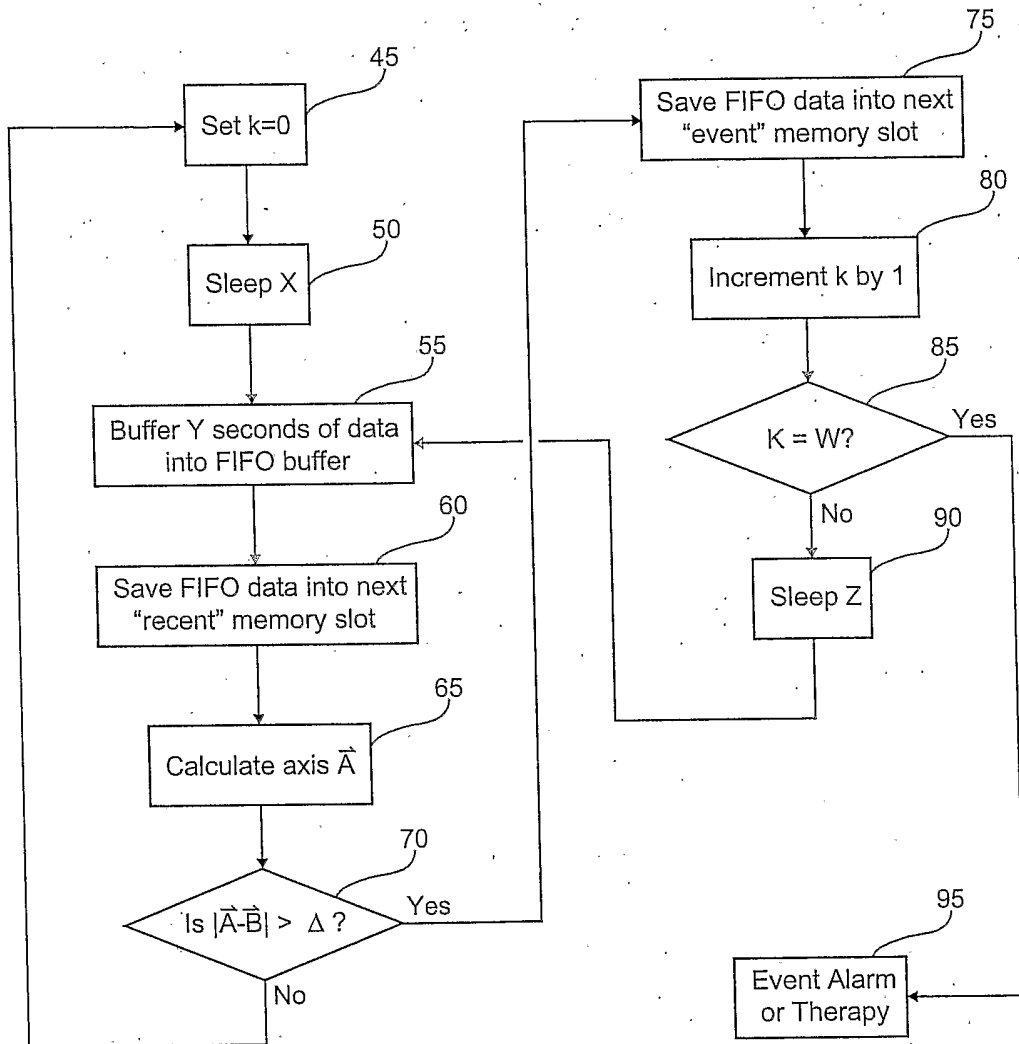 45
Set k=0
50
Sleep X
55
Buffer Y seconds of data
into FIFO buffer
60
Save FIFO data into next
“recent” memory slot
65
Calculate axis A⃗
70
Is |A⃗-B⃗| > Δ ?
Yes
No
75
Save FIFO data into next
“event” memory slot
80
Increment k by 1
85
K = W?
Yes
No
90
Sleep Z
95
Event Alarm
or Therapy